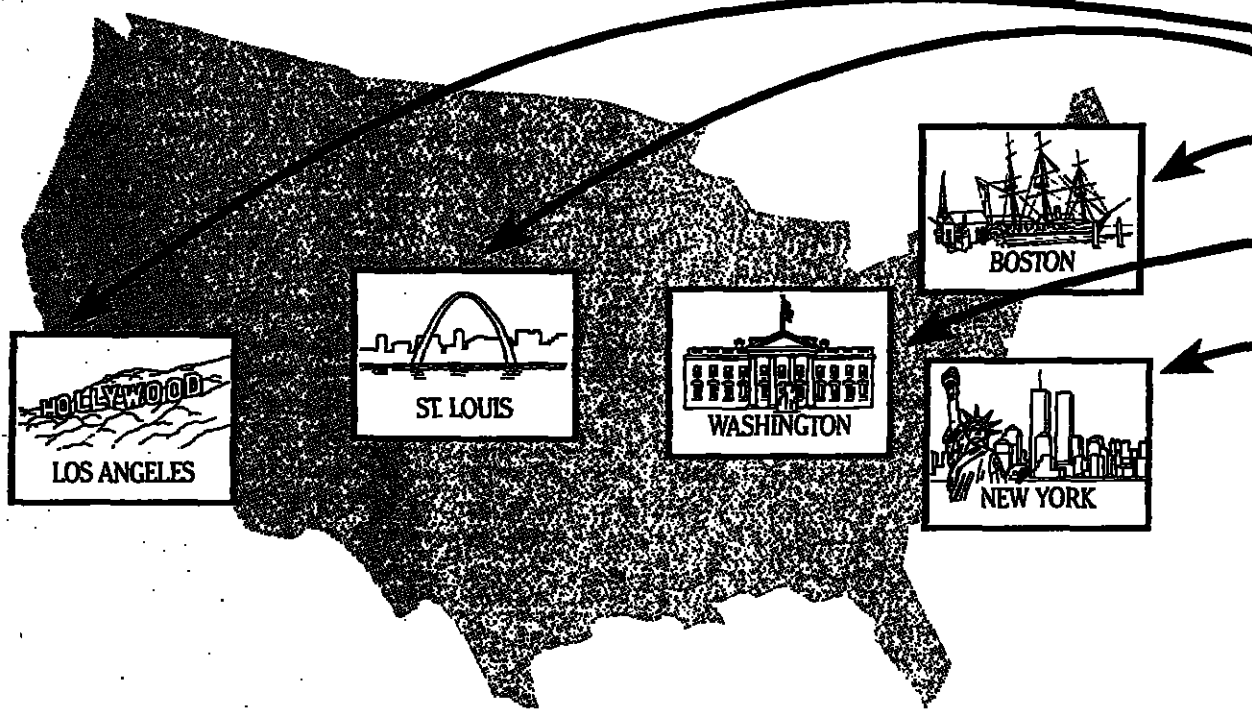 BOSTON
HOLLYWOOD
LOS ANGELES
ST. LOUIS
WASHINGTON
NEW YORK